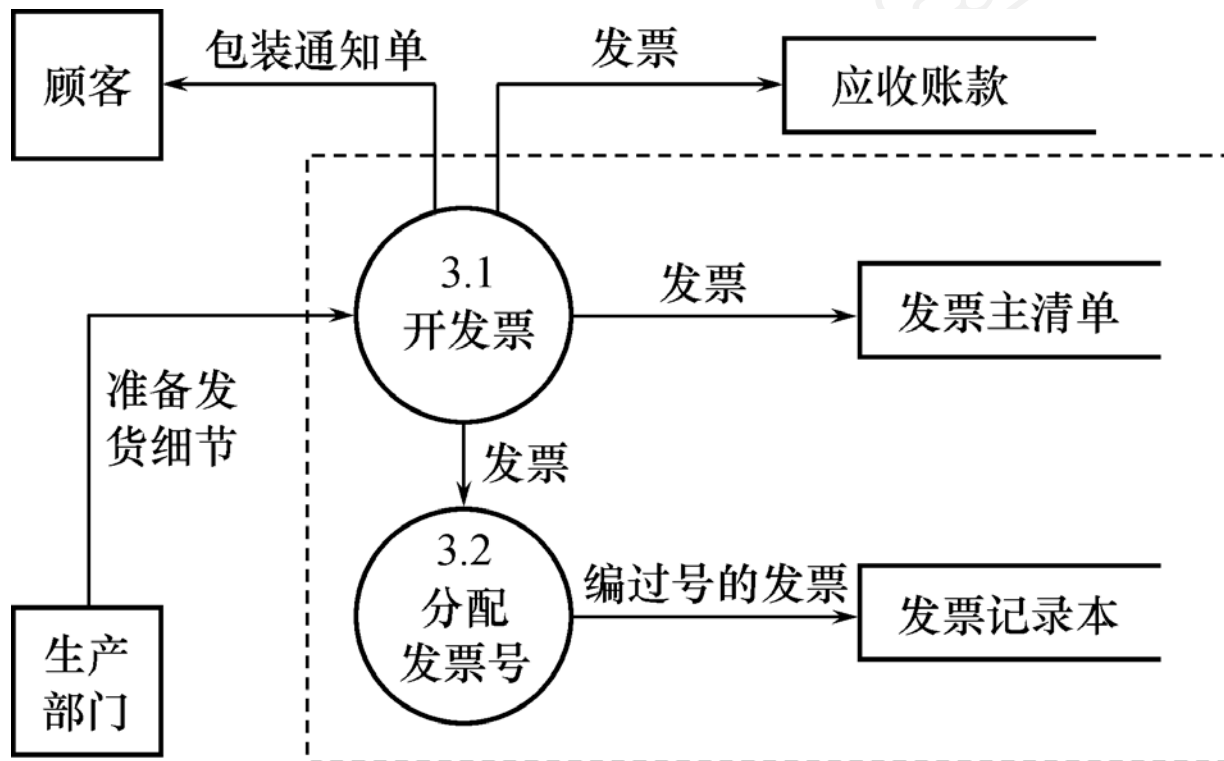 包装通知单
发票
顾客
应收账款
3.1
开发票
发票
发票主清单
准备发
货细节
发票
3.2
分配
发票号
编过号的发票
发票记录本
生产
部门